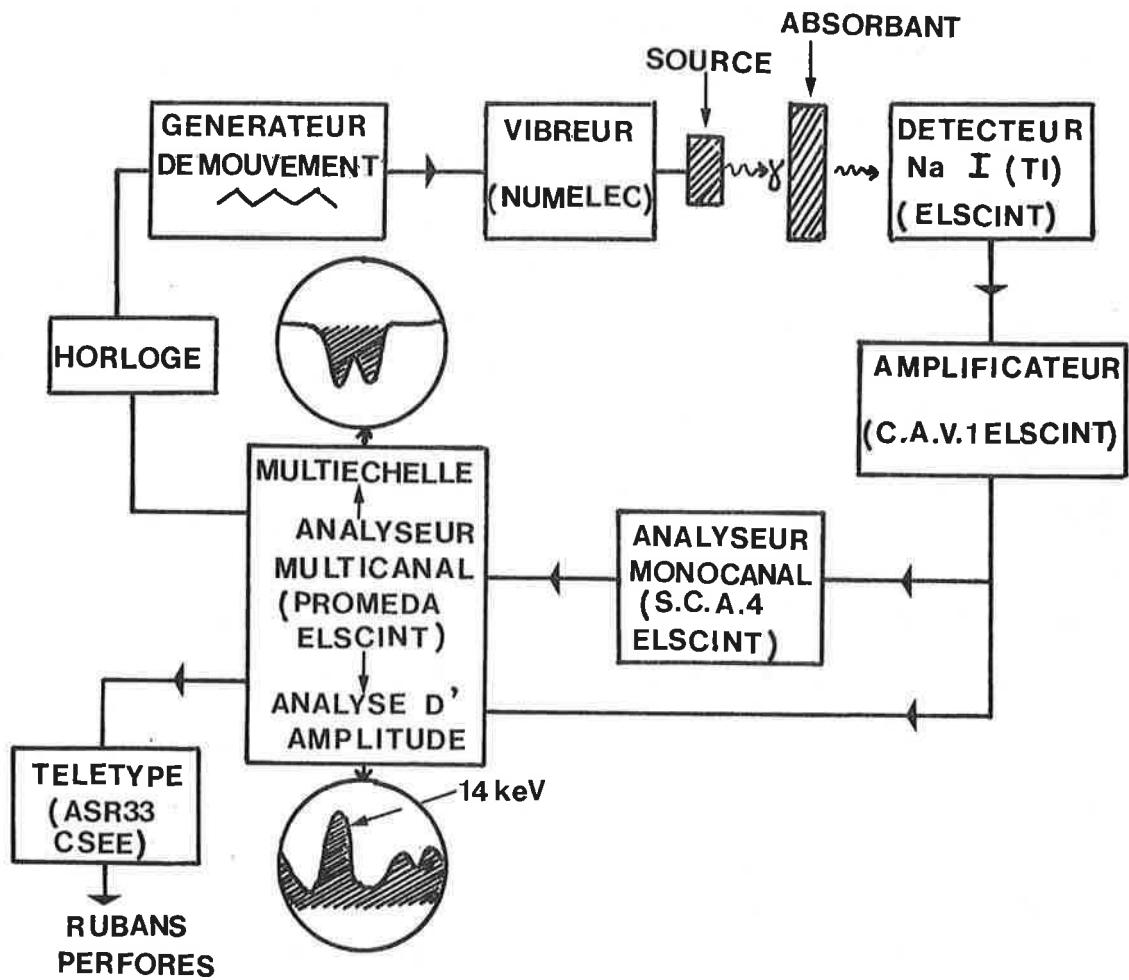 ABSORBANT
SOURCE
GENERATEUR
DE MOUVEMENT
VIBREUR
(NUMELEC)
γ
DETECTEUR
Na I (Tl)
(ELSCINT)
HORLOGE
AMPLIFICATEUR
(C.A.V.1 ELSCINT)
MULTIECHELLE
ANALYSEUR
MULTICANAL
(PROMEDA
ELSCINT)
ANALYSE D'
AMPLITUDE
ANALYSEUR
MONOCANAL
(S.C.A.4
ELSCINT)
TELETYPE
(ASR33
CSEE)
14 keV
RUBANS
PERFORES